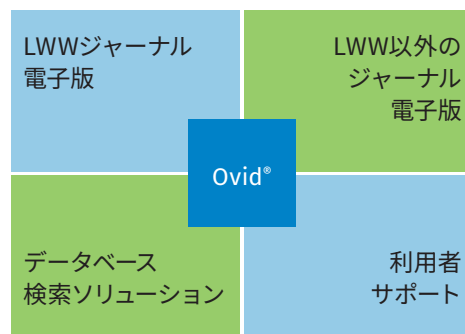 LWWジャーナル
電子版
LWW以外の
ジャーナル
電子版
Ovid®
データベース
検索ソリューション
利用者
サポート